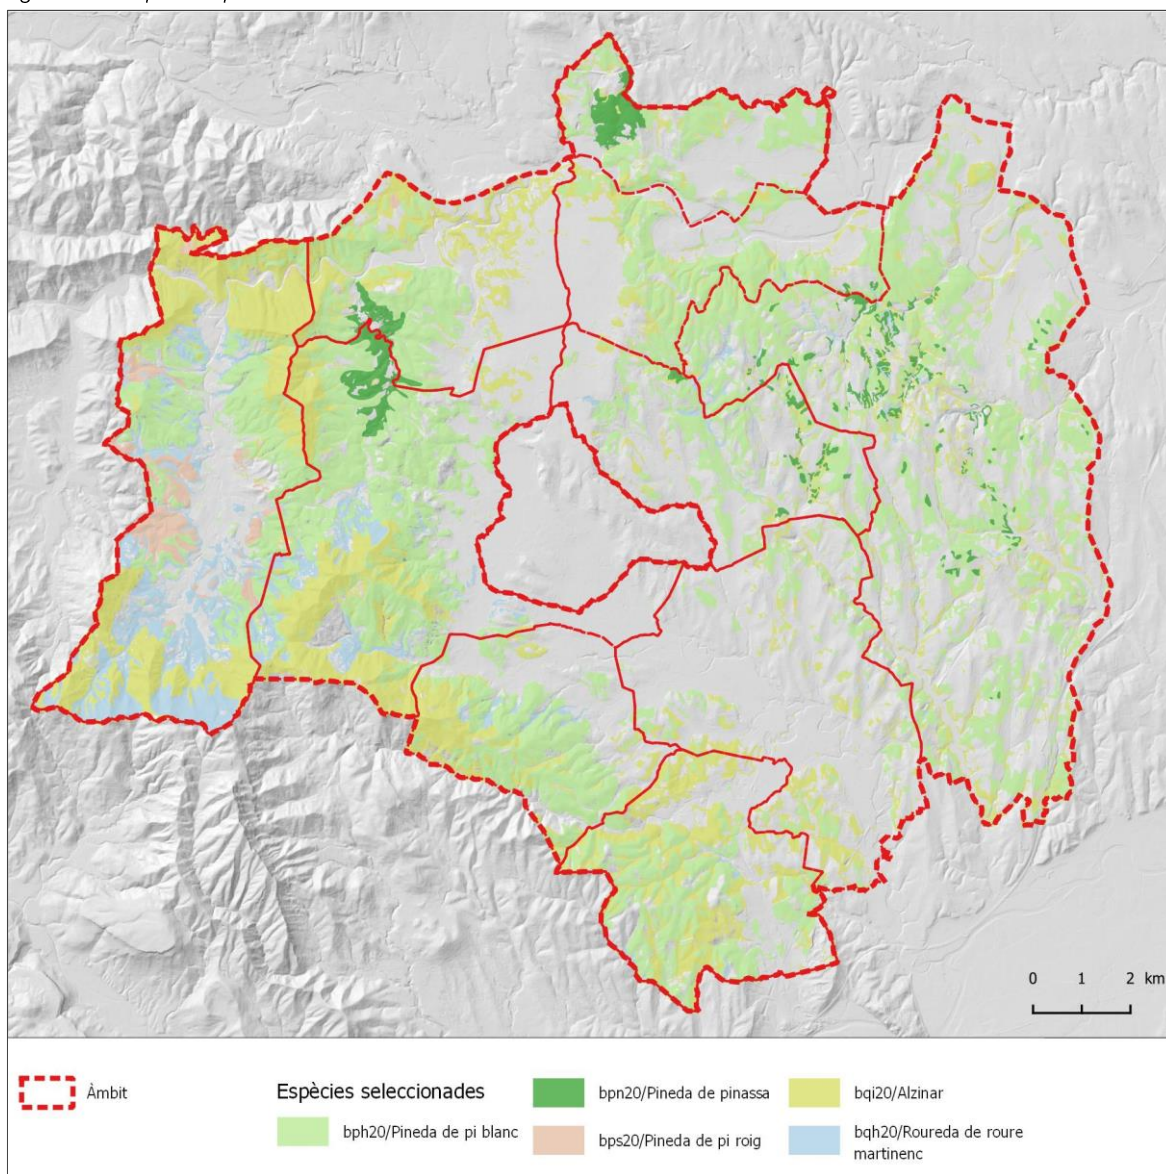 0 1 2 km
Àmbit
Espècies seleccionades
bph20/Pineda de pi blanc
bpn20/Pineda de pinassa
bps20/Pineda de pi roig
bqi20/Alzinar
bqh20/Roureda de roure
martinenc